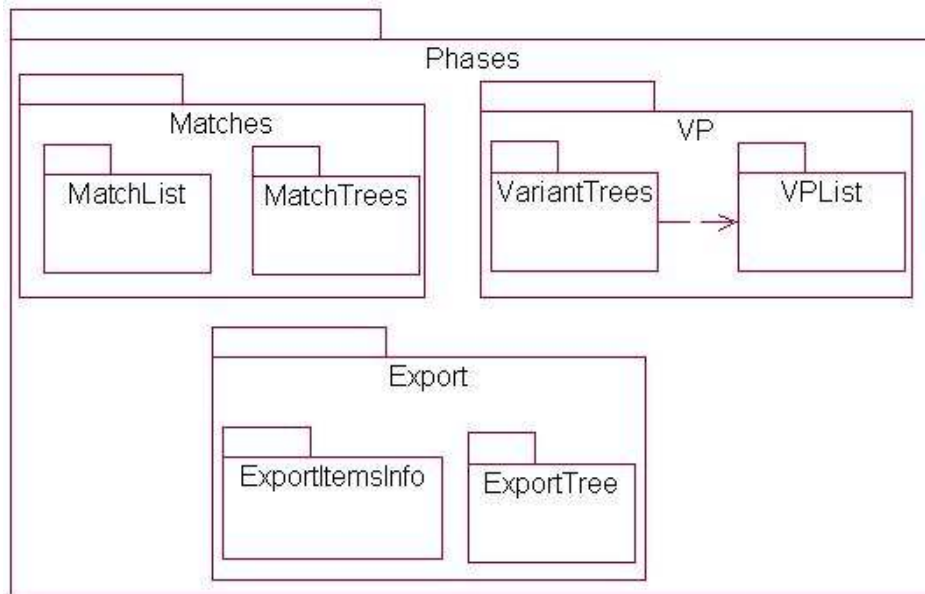 Phases
Matches
MatchList
MatchTrees
VP
VariantTrees
VPList
Export
ExportItemsInfo
ExportTree